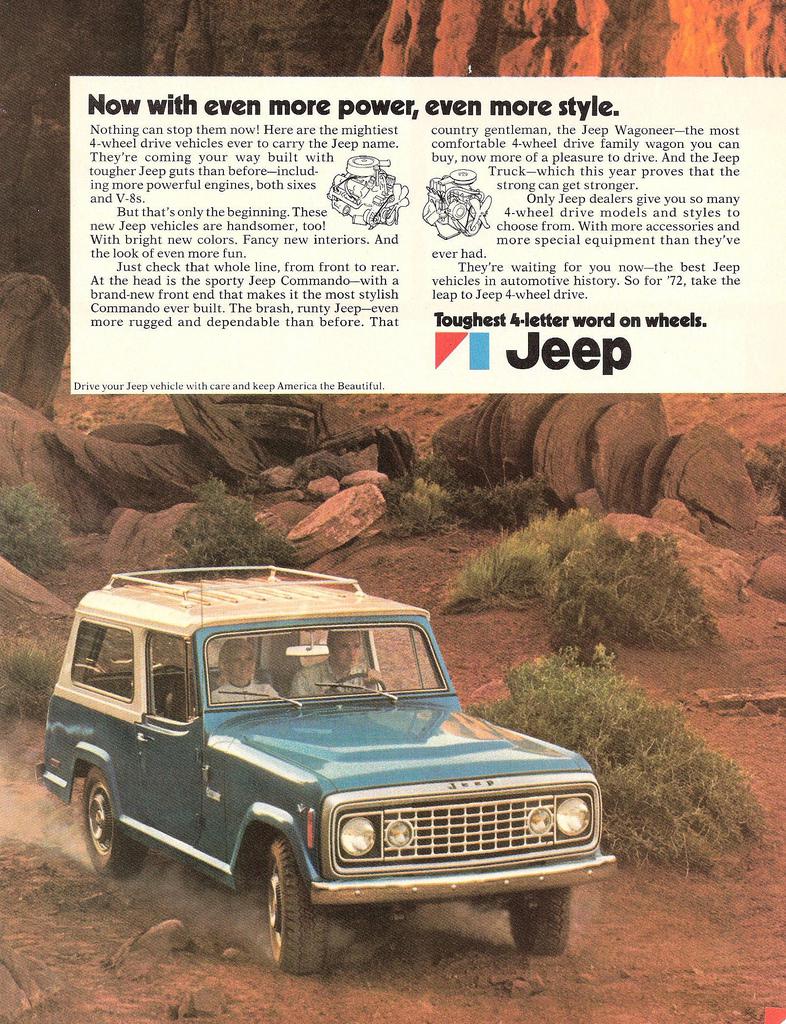 Now with even more power, even more style.
Nothing can stop them now! Here are the mightiest
4-wheel drive vehicles ever to carry the Jeep name.
They're coming your way built with
tougher Jeep guts than before—includ-
ing more powerful engines, both sixes
and V-8s.
But that's only the beginning. These
new Jeep vehicles are handsomer, too!
With bright new colors. Fancy new interiors. And
the look of even more fun.
Just check that whole line, from front to rear.
At the head is the sporty Jeep Commando—with a
brand-new front end that makes it the most stylish
Commando ever built. The brash, runty Jeep—even
more rugged and dependable than before. That
country gentleman, the Jeep Wagoneer—the most
comfortable 4-wheel drive family wagon you can
buy, now more of a pleasure to drive. And the Jeep
Truck—which this year proves that the
strong can get stronger.
Only Jeep dealers give you so many
4-wheel drive models and styles to
choose from. With more accessories and
more special equipment than they've
ever had.
They're waiting for you now—the best Jeep
vehicles in automotive history. So for '72, take the
leap to Jeep 4-wheel drive.
Toughest 4-letter word on wheels.
Jeep
Drive your Jeep vehicle with care and keep America the Beautiful.
Jeep